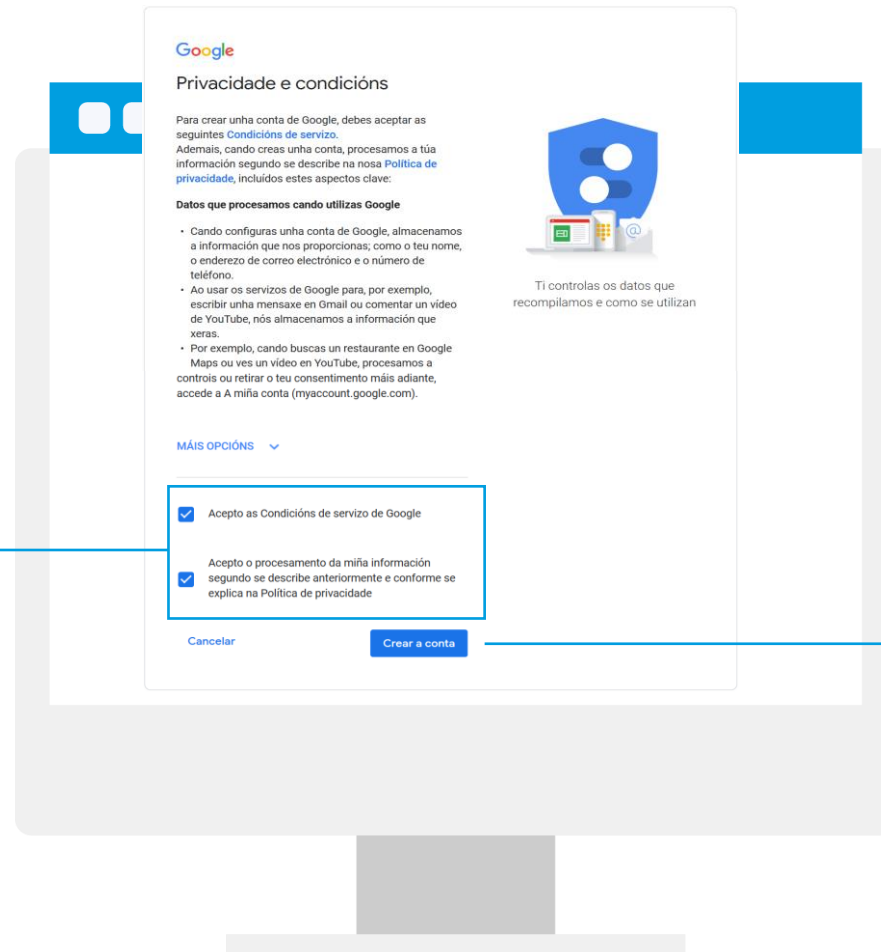 Google
Privacidade e condicións
Para crear unha conta de Google, debes aceptar as
seguintes Condicións de servizo.
Ademais, cando creas unha conta, procesamos a túa
información segundo se describe na nosa Política de
privacidade, incluídos estes aspectos clave:
Datos que procesamos cando utilizas Google
• Cando configuras unha conta de Google, almacenamos
a información que nos proporcionas; como o teu nome,
o enderezo de correo electrónico e o número de
teléfono.
• Ao usar os servizos de Google para, por exemplo,
escribir unha mensaxe en Gmail ou comentar un vídeo
de YouTube, nós almacenamos a información que
xeras.
• Por exemplo, cando buscas un restaurante en Google
Maps ou ves un vídeo en YouTube, procesamos a
controis ou retirar o teu consentimento máis adiante,
accede a A miña conta (myaccount.google.com).
MÁIS OPCIÓNS
Acepto as Condicións de servizo de Google
Acepto o procesamento da miña información
segundo se describe anteriormente e conforme se
explica na Política de privacidade
Cancelar
Crear a conta
@
Ti controlas os datos que
recompilamos e como se utilizan